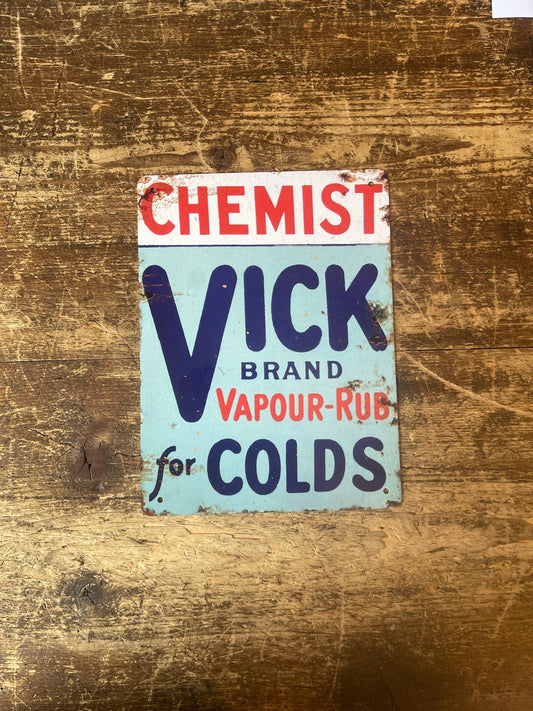 CHEMIST
VICK
BRAND
VAPOUR-RUB
for COLDS